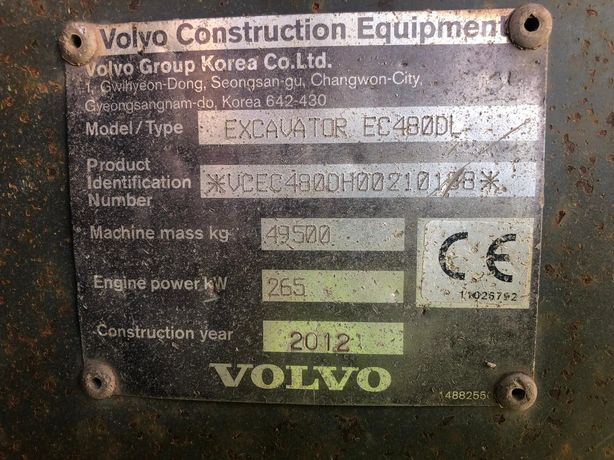 Volvo Construction Equipment
Volvo Group Korea Co.Ltd.
1, Gwihyeon-Dong, Seongsan-gu, Changwon-City,
Gyeongsangnam-do, Korea 642-430
Model/Type EXCAVATOR EC480DL
Product
Identification
Number
Machine mass kg 49500
CE
Engine power kW 265
11026792
Construction year 2012
VOLVO